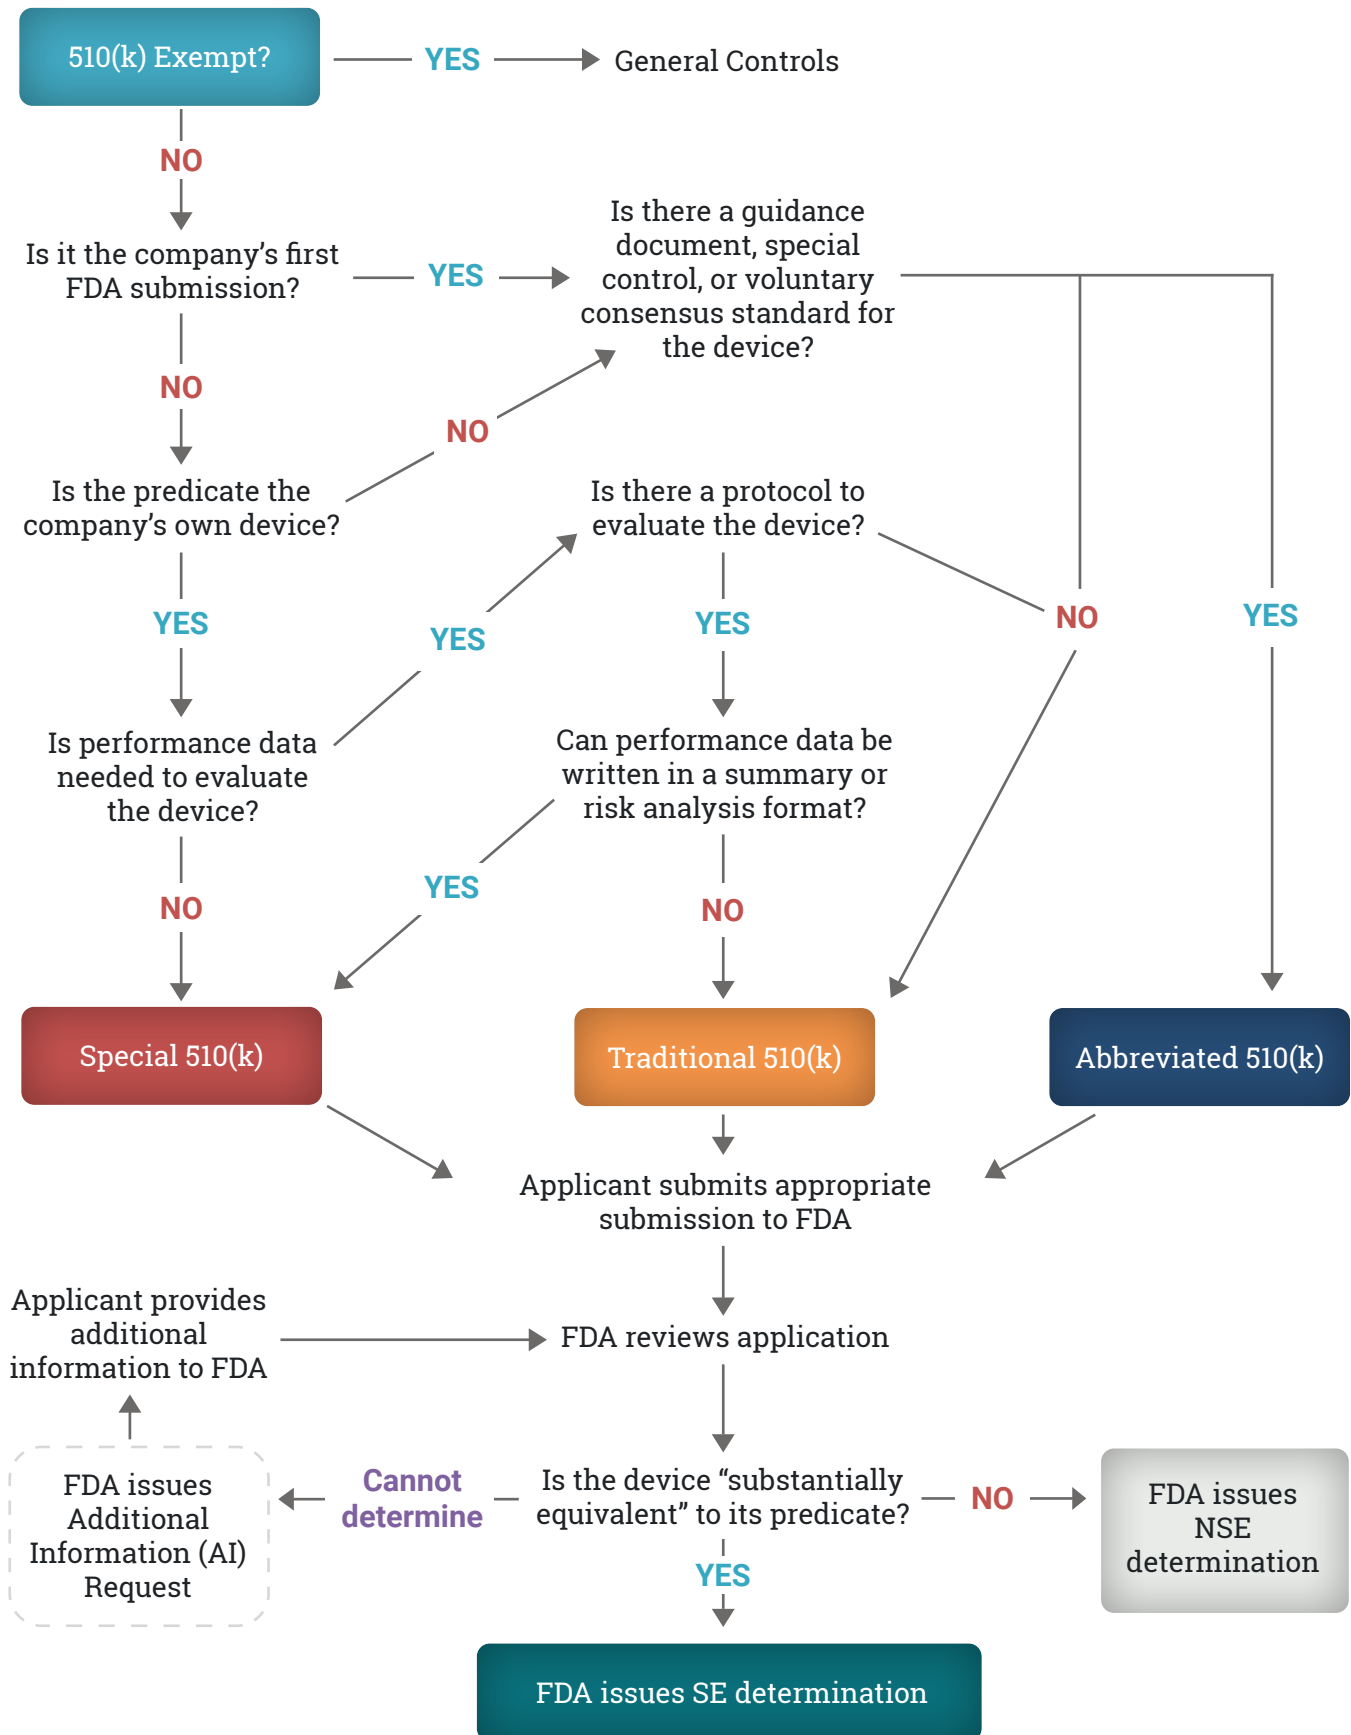 510(k) Exempt?
YES
General Controls
NO
Is it the company’s first
FDA submission?
YES
Is there a guidance
document, special
control, or voluntary
consensus standard for
the device?
NO
NO
Is the predicate the
company’s own device?
Is there a protocol to
evaluate the device?
YES
YES
YES
NO
YES
Is performance data
needed to evaluate
the device?
Can performance data be
written in a summary or
risk analysis format?
NO
YES
NO
Special 510(k)
Traditional 510(k)
Abbreviated 510(k)
Applicant submits appropriate
submission to FDA
Applicant provides
additional
information to FDA
FDA reviews application
FDA issues
Additional
Information (AI)
Request
Cannot
determine
Is the device “substantially
equivalent” to its predicate?
NO
FDA issues
NSE
determination
YES
FDA issues SE determination